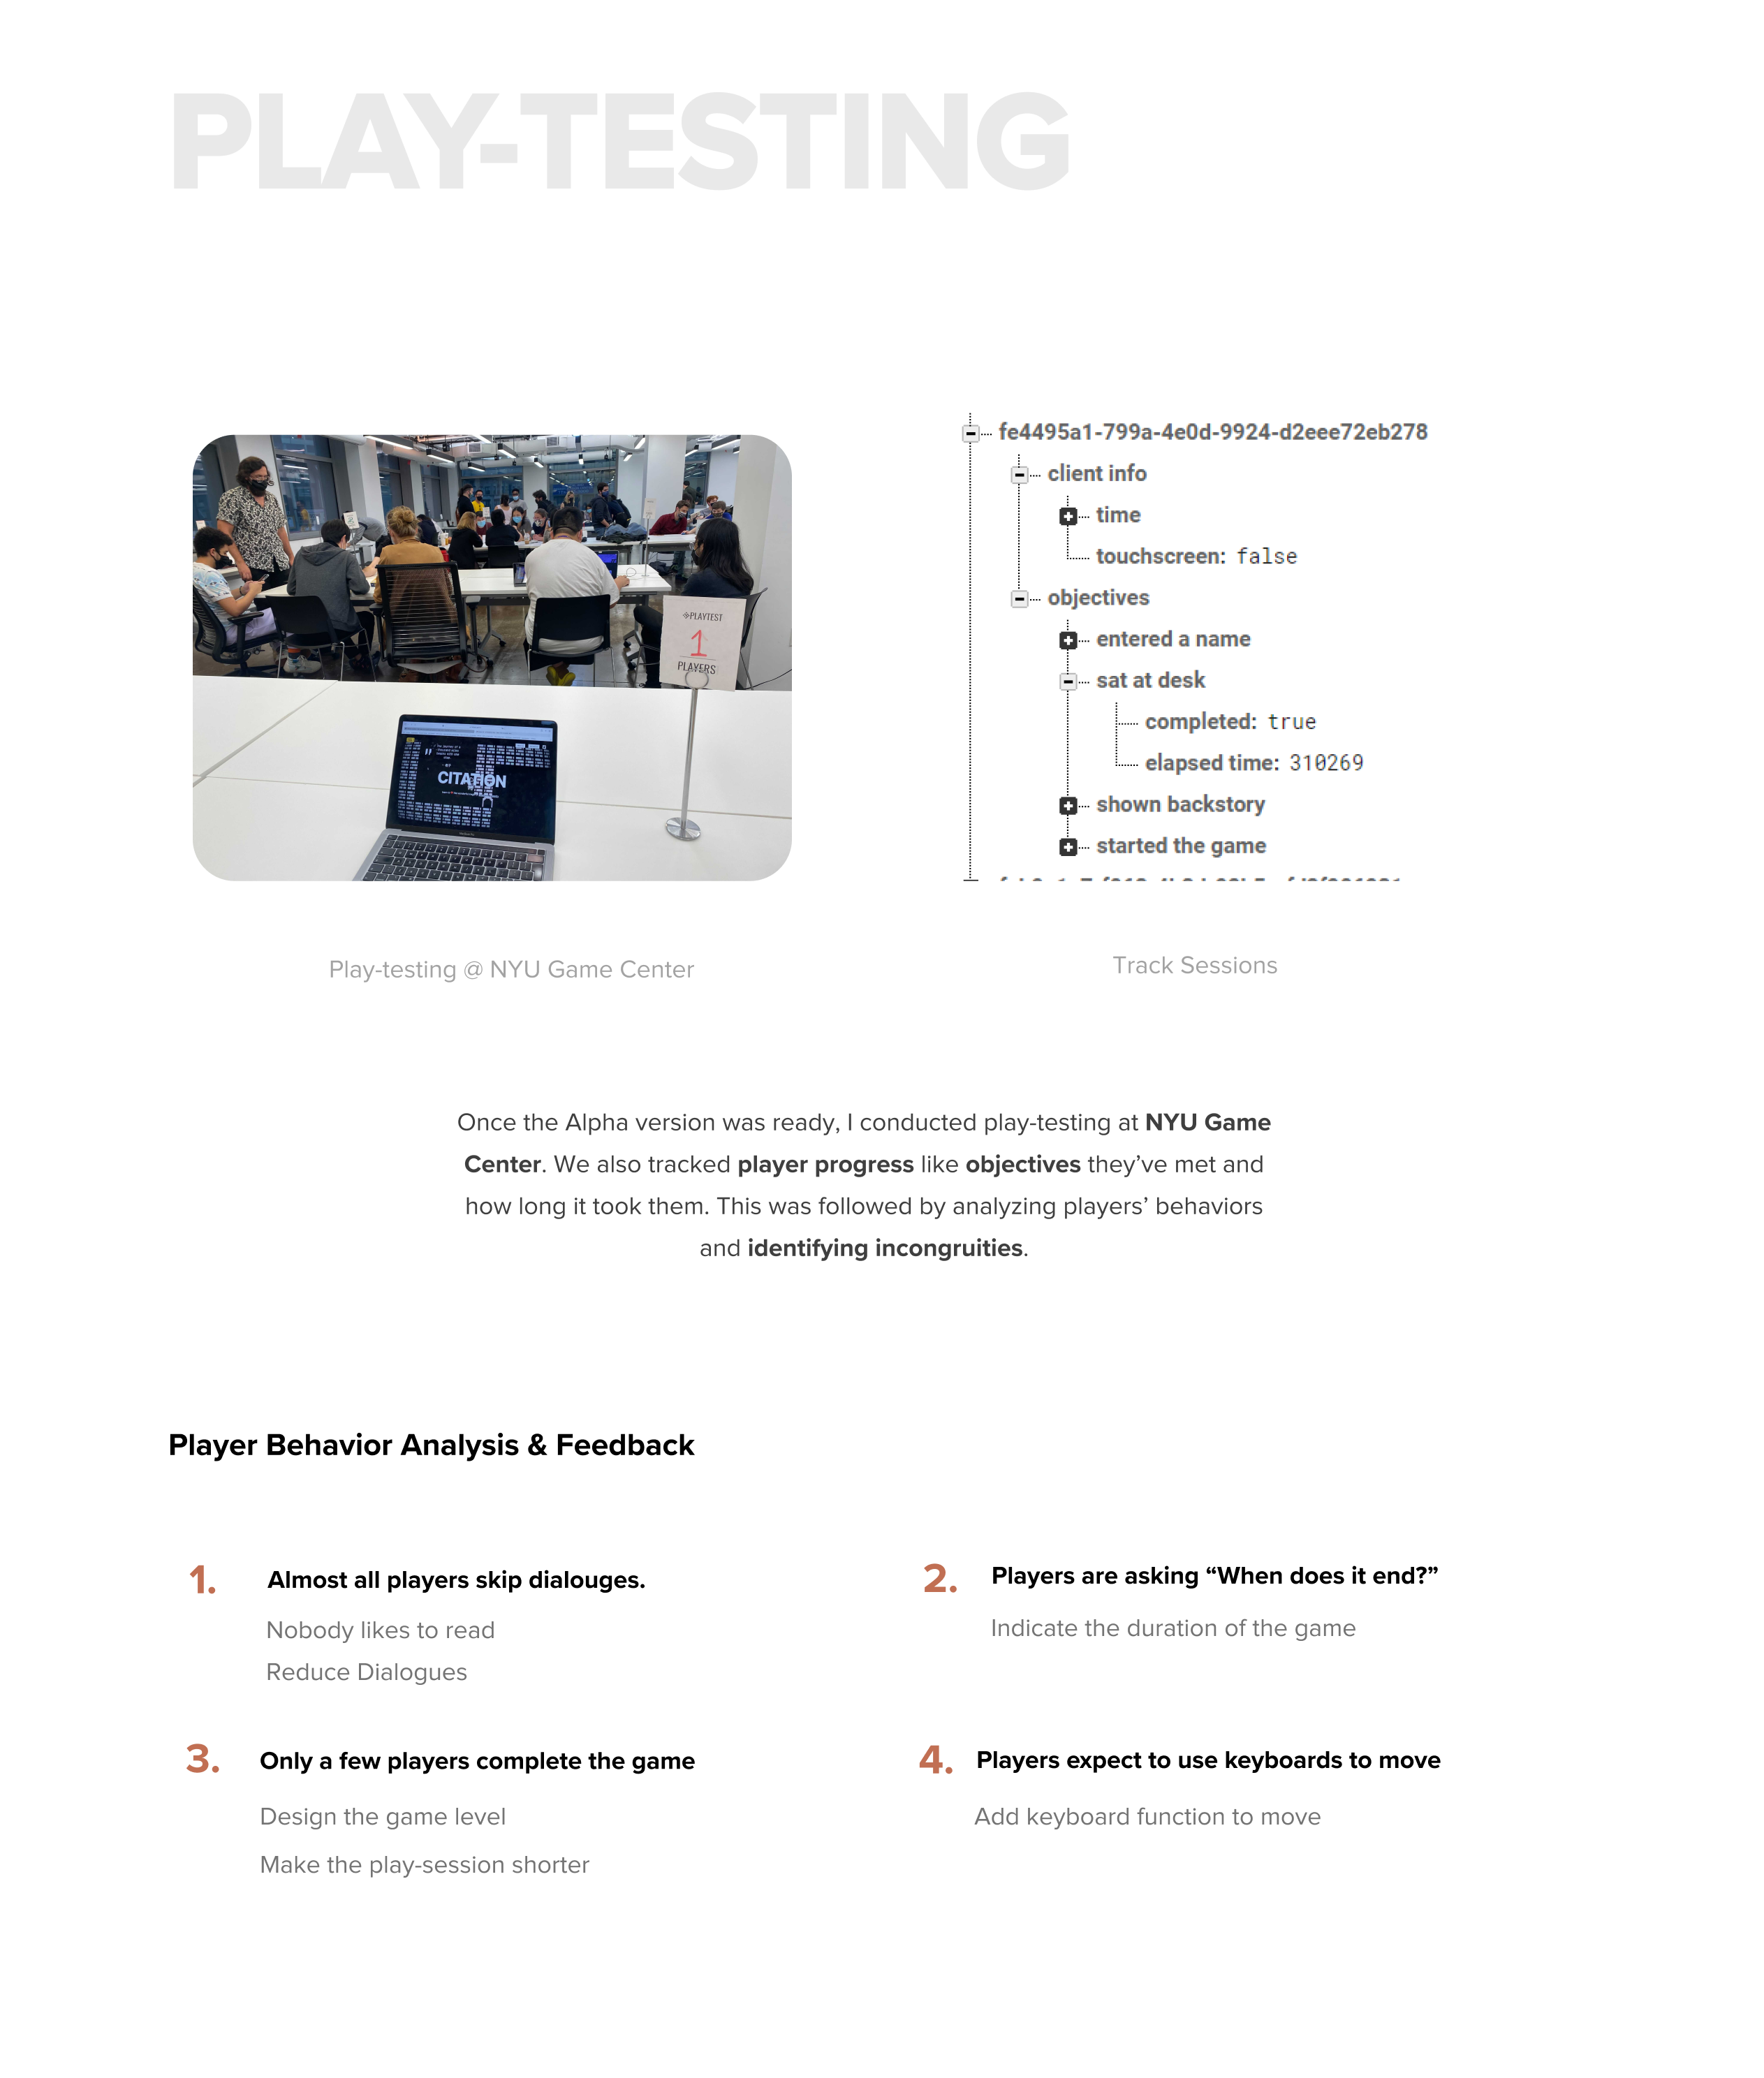 PLAY-TESTING
PLAYTEST
1
PLAYERS
CITATION
fe4495a1-799a-4e0d-9924-d2eee72eb278
client info
time
touchscreen: false
objectives
entered a name
sat at desk
completed: true
elapsed time: 310269
shown backstory
started the game
Play-testing @ NYU Game Center
Track Sessions
Once the Alpha version was ready, I conducted play-testing at NYU Game
Center. We also tracked player progress like objectives they’ve met and
how long it took them. This was followed by analyzing players’ behaviors
and identifying incongruities.
Player Behavior Analysis & Feedback
1. Almost all players skip dialouges.
Nobody likes to read
Reduce Dialogues
2. Players are asking “When does it end?”
Indicate the duration of the game
3. Only a few players complete the game
Design the game level
Make the play-session shorter
4. Players expect to use keyboards to move
Add keyboard function to move